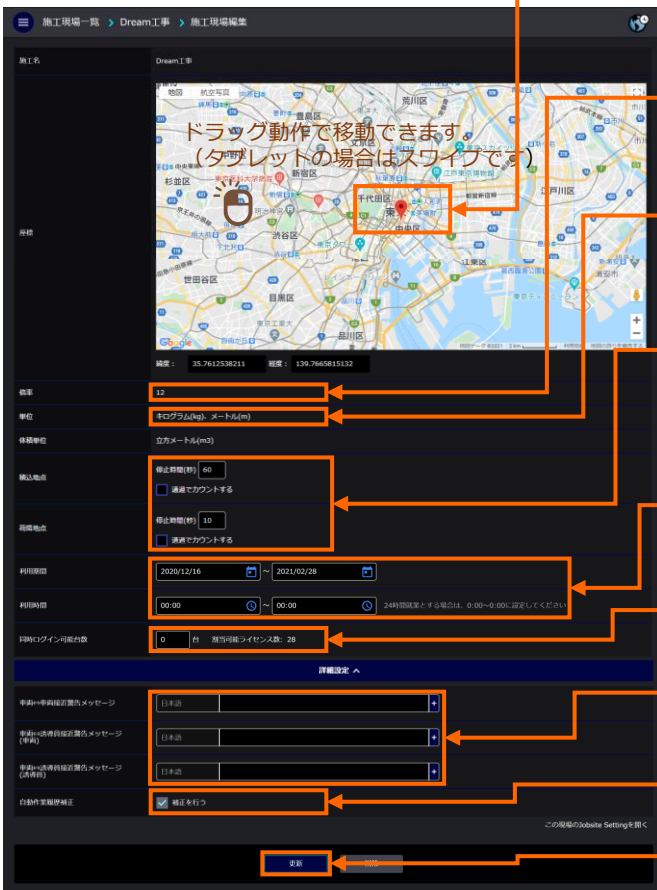 施工現場一覧 > Dream工事 > 施工現場編集
施工名
Dream工事
地図 航空写真
荒川区
豊島区
文京区
ドラッグ動作で移動できます。
(タブレットの場合はスワイプです)
新宿区
杉並区
千代田区
江戸川区
中央区
渋谷区
江東区
世田谷区
目黒区
品川区
Google
座標
緯度: 35.7612538211 経度: 139.7665815132
倍率
12
単位
キログラム(kg)、メートル(m)
体積単位
立方メートル(m3)
積込地点
停止時間(秒) 60
通過でカウントする
荷降地点
停止時間(秒) 10
通過でカウントする
利用期間
2020/12/16 ~ 2021/02/28
利用時間
00:00 ~ 00:00 24時間就業とする場合は、0:00~0:00に設定してください
同時ログイン可能台数
0 台 割当可能ライセンス数: 28
詳細設定
車両⇔車両接近警告メッセージ
日本語 +
車両⇔誘導員接近警告メッセージ
(車両)
日本語 +
車両⇔誘導員接近警告メッセージ
(誘導員)
日本語 +
自動作業履歴補正
補正を行う
この現場のJobsite Settingを開く
更新